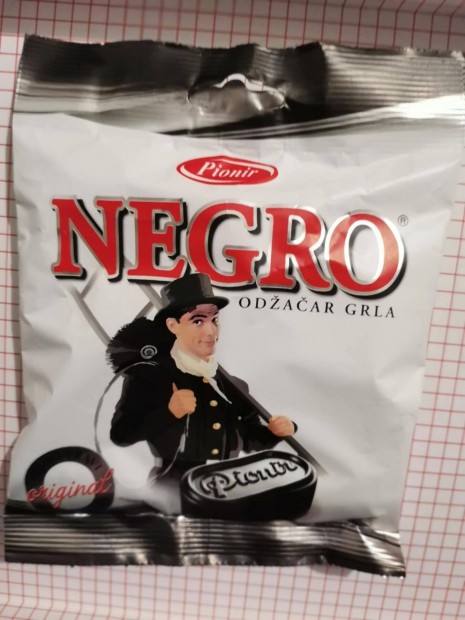 Pionir
NEGRO®
ODŽAČAR GRLA
Pionir
original